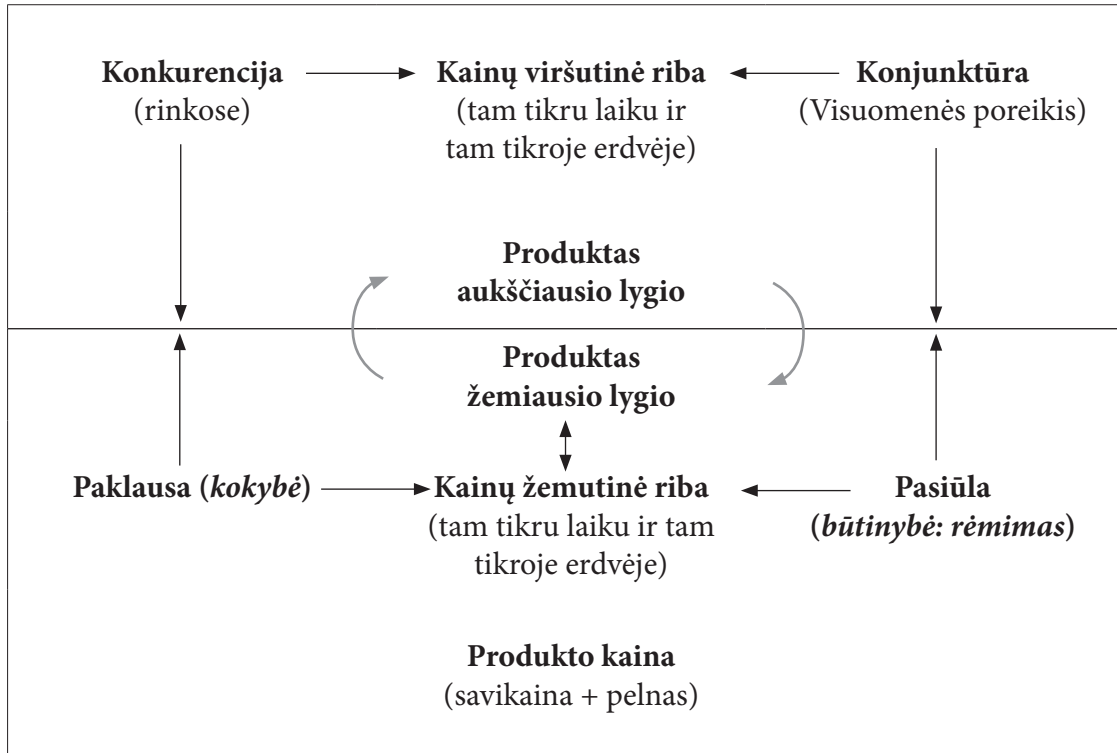 Konkurencija
(rinkose)
Kainų viršutinė riba
(tam tikru laiku ir
tam tikroje erdvėje)
Konjunktūra
(Visuomenės poreikis)
Produktas
aukščiausio lygio
Produktas
žemiausio lygio
Paklausa (kokybė)
Kainų žemutinė riba
(tam tikru laiku ir tam
tikroje erdvėje)
Pasiūla
(būtinybė: rėmimas)
Produkto kaina
(savikaina + pelnas)